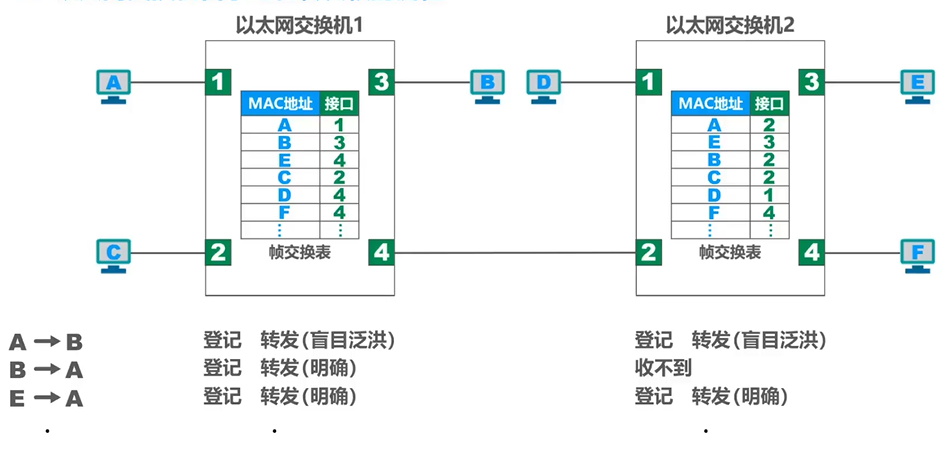 以太网交换机1
以太网交换机2
A 1 3 B D 1 3 E
MAC地址 接口
A 1
B 3
E 4
C 2
D 4
F 4
⋮ ⋮
帧交换表
MAC地址 接口
A 2
E 3
B 2
C 2
D 1
F 4
⋮ ⋮
帧交换表
C 2 4 2 4 F
A → B 登记 转发(盲目泛洪) 登记 转发(盲目泛洪)
B → A 登记 转发(明确) 收不到
E → A 登记 转发(明确) 登记 转发(明确)
. . .